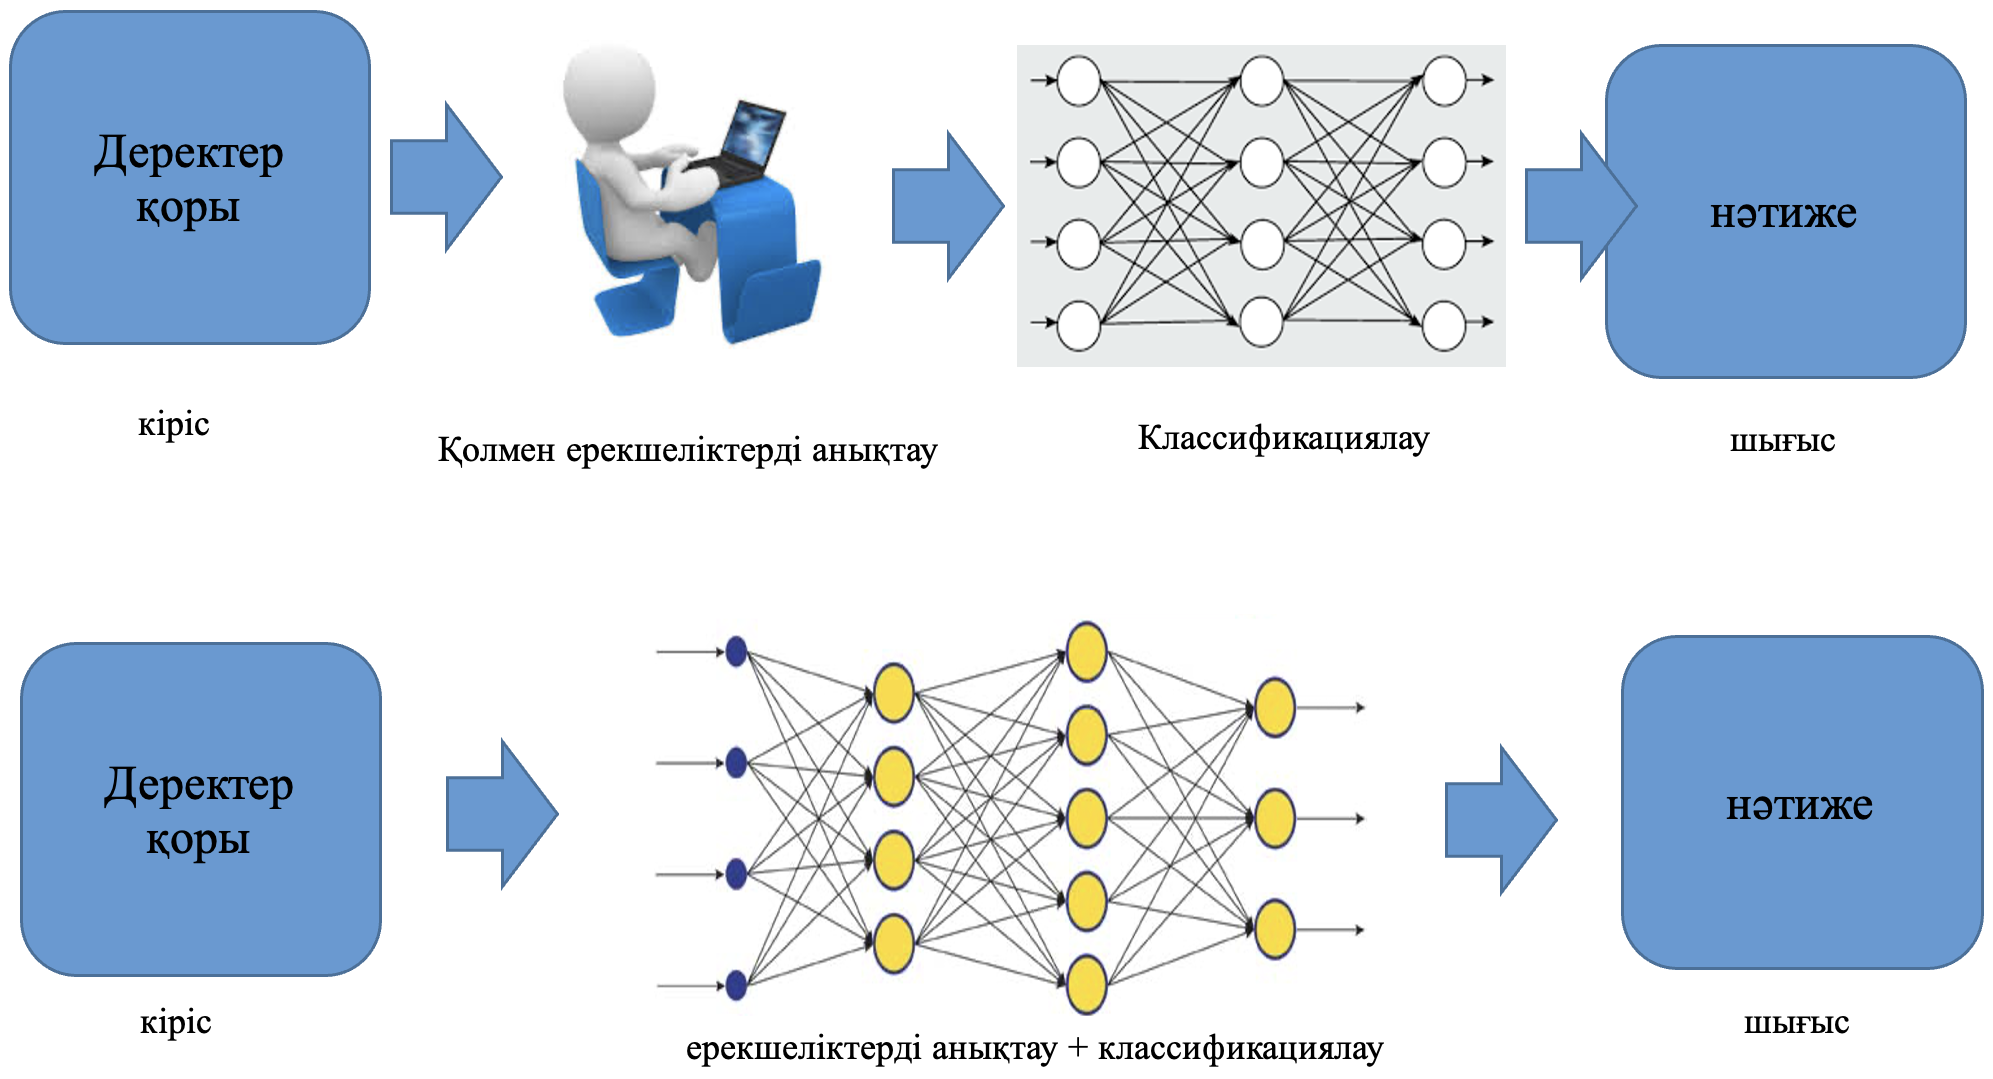 Деректер
қоры
нәтиже
кіріс
Қолмен ерекшеліктерді анықтау
Классификациялау
шығыс
Деректер
қоры
нәтиже
кіріс
ерекшеліктерді анықтау + классификациялау
шығыс